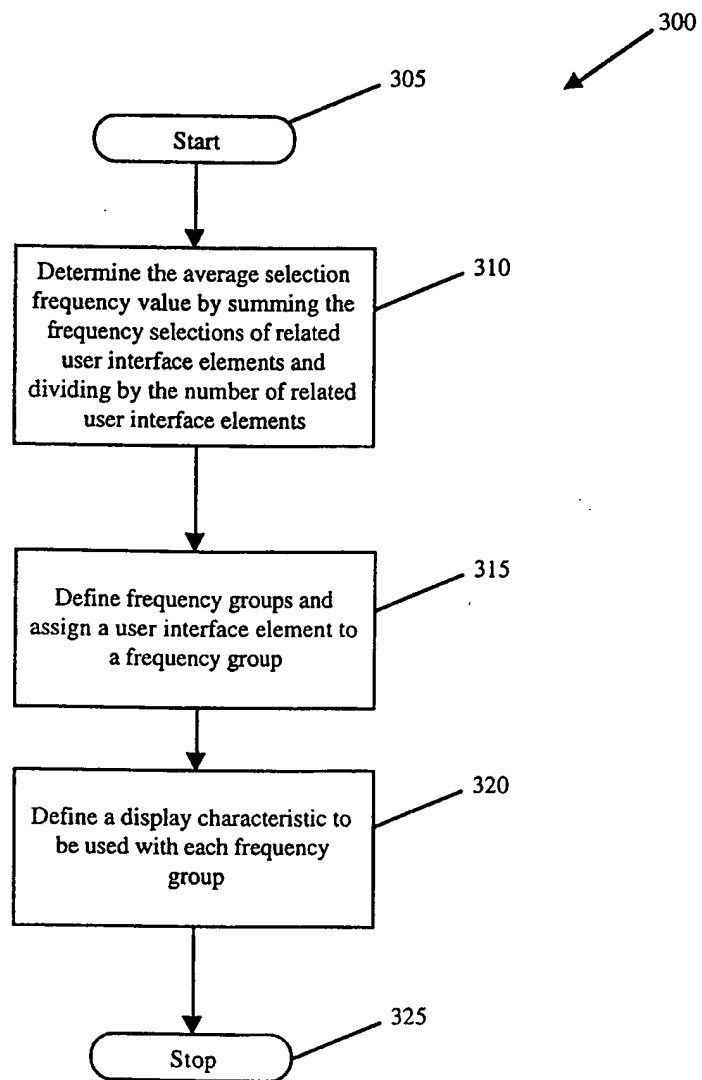 300
305
Start
310
Determine the average selection
frequency value by summing the
frequency selections of related
user interface elements and
dividing by the number of related
user interface elements
315
Define frequency groups and
assign a user interface element to
a frequency group
320
Define a display characteristic to
be used with each frequency
group
325
Stop